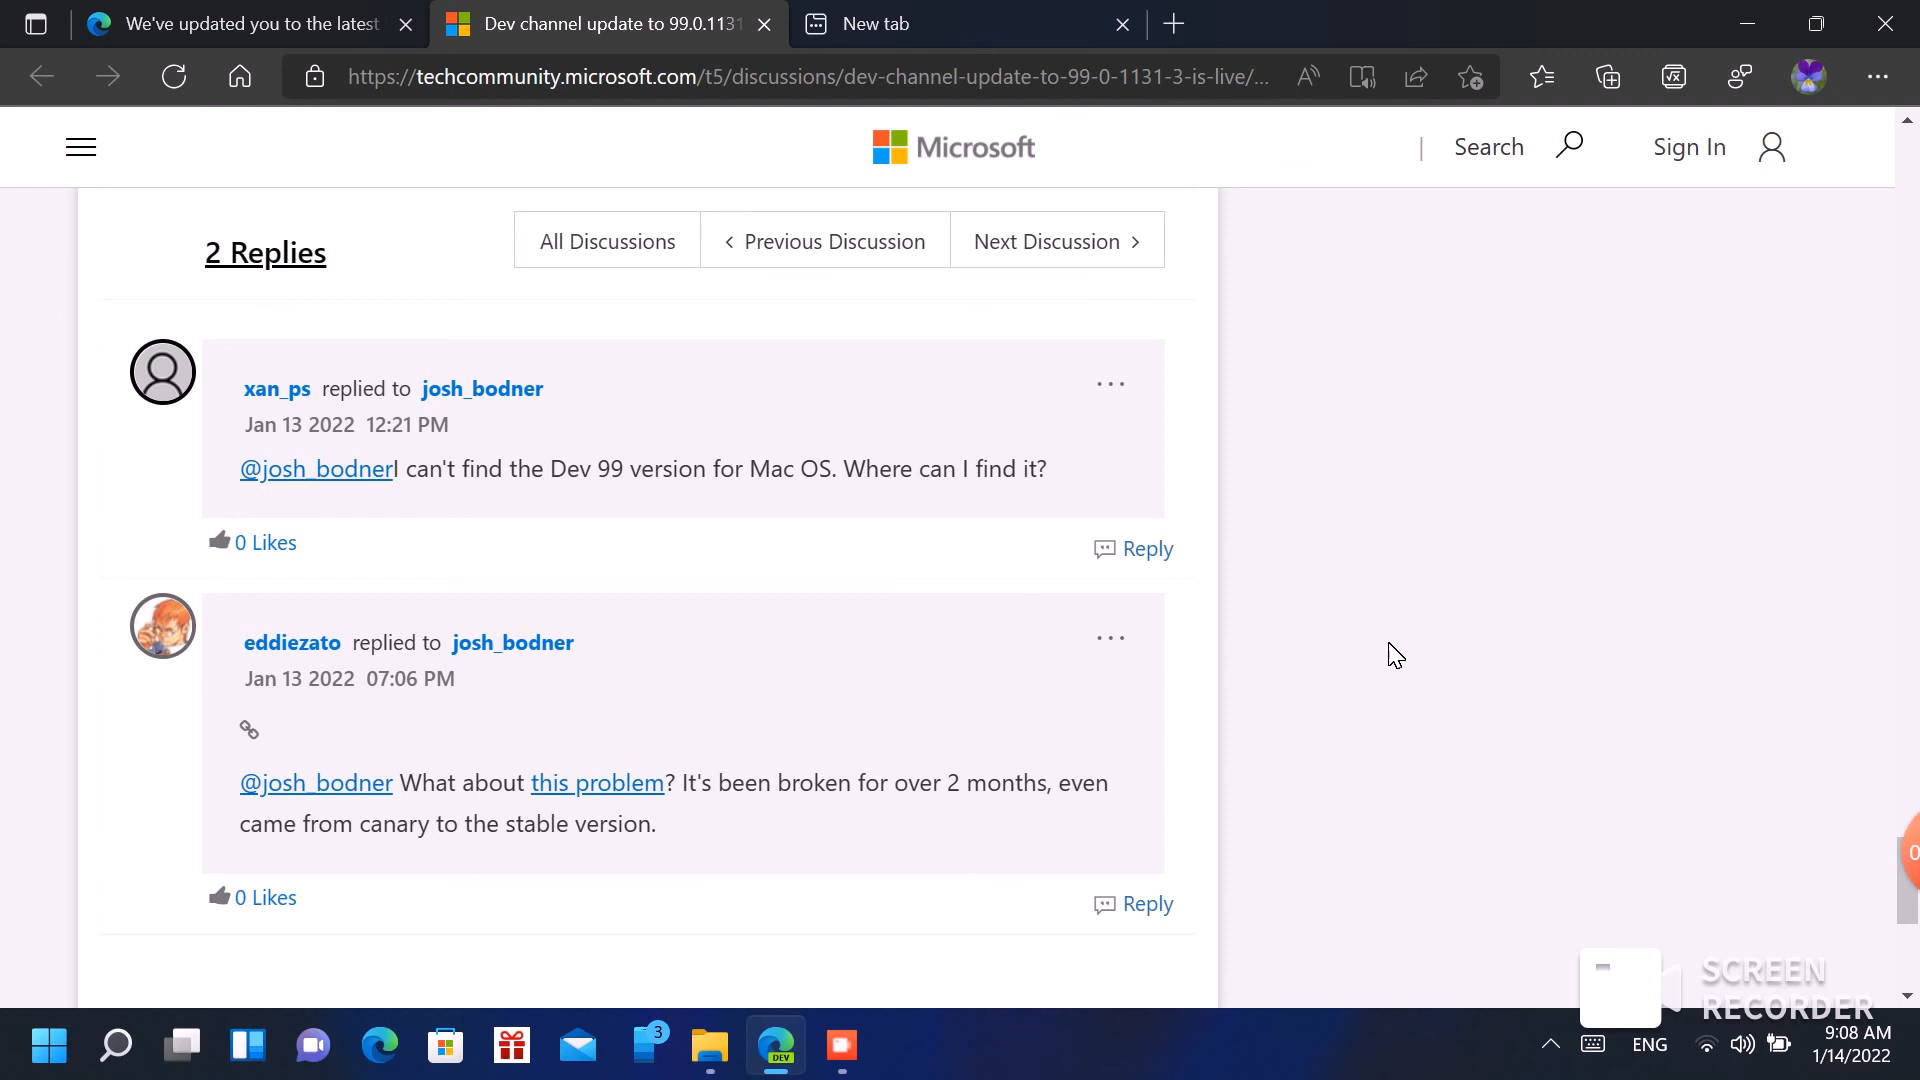 We've updated you to the latest
Dev channel update to 99.0.1131
New tab
https://techcommunity.microsoft.com/t5/discussions/dev-channel-update-to-99-0-1131-3-is-live/...
Microsoft
Search
Sign In
2 Replies
All Discussions
Previous Discussion
Next Discussion
xan_ps replied to josh_bodner
Jan 13 2022 12:21 PM
@josh_bodnerI can't find the Dev 99 version for Mac OS. Where can I find it?
0 Likes
Reply
eddiezato replied to josh_bodner
Jan 13 2022 07:06 PM
@josh_bodner What about this problem? It's been broken for over 2 months, even
came from canary to the stable version.
0 Likes
Reply
0
SCREEN
RECORDER
3
DEV
ENG
9:08 AM
1/14/2022